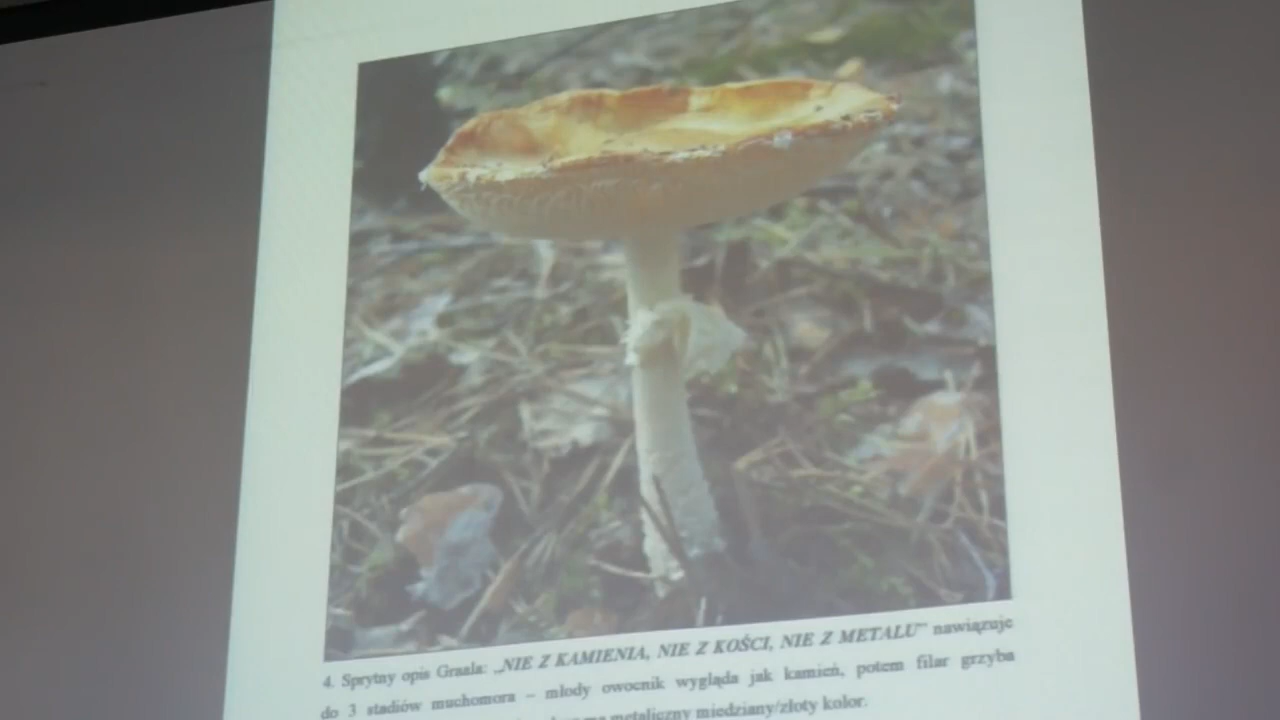 4. Sprytny opis Graala: „NIE Z KAMIENIA, NIE Z KOŚCI, NIE Z METALU” nawiązuje
do 3 stadiów muchomora – młody owocnik wygląda jak kamień, potem filar grzyba
ma metaliczny miedziany/złoty kolor.